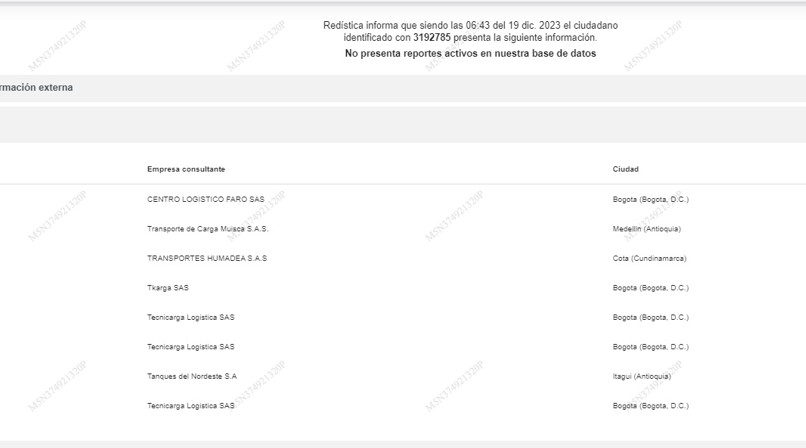 Redística informa que siendo las 06:43 del 19 dic. 2023 el ciudadano
identificado con 3192785 presenta la siguiente información.
No presenta reportes activos en nuestra base de datos
rmación externa
Empresa consultante Ciudad
CENTRO LOGISTICO FARO SAS Bogota (Bogota, D.C.)
Transporte de Carga Muisca S.A.S. Medellin (Antioquia)
TRANSPORTES HUMADEA S.A.S Cota (Cundinamarca)
Tkarga SAS Bogota (Bogota, D.C.)
Tecnicarga Logistica SAS Bogota (Bogota, D.C.)
Tecnicarga Logistica SAS Bogota (Bogota, D.C.)
Tanques del Nordeste S.A Itagui (Antioquia)
Tecnicarga Logistica SAS Bogota (Bogota, D.C.)